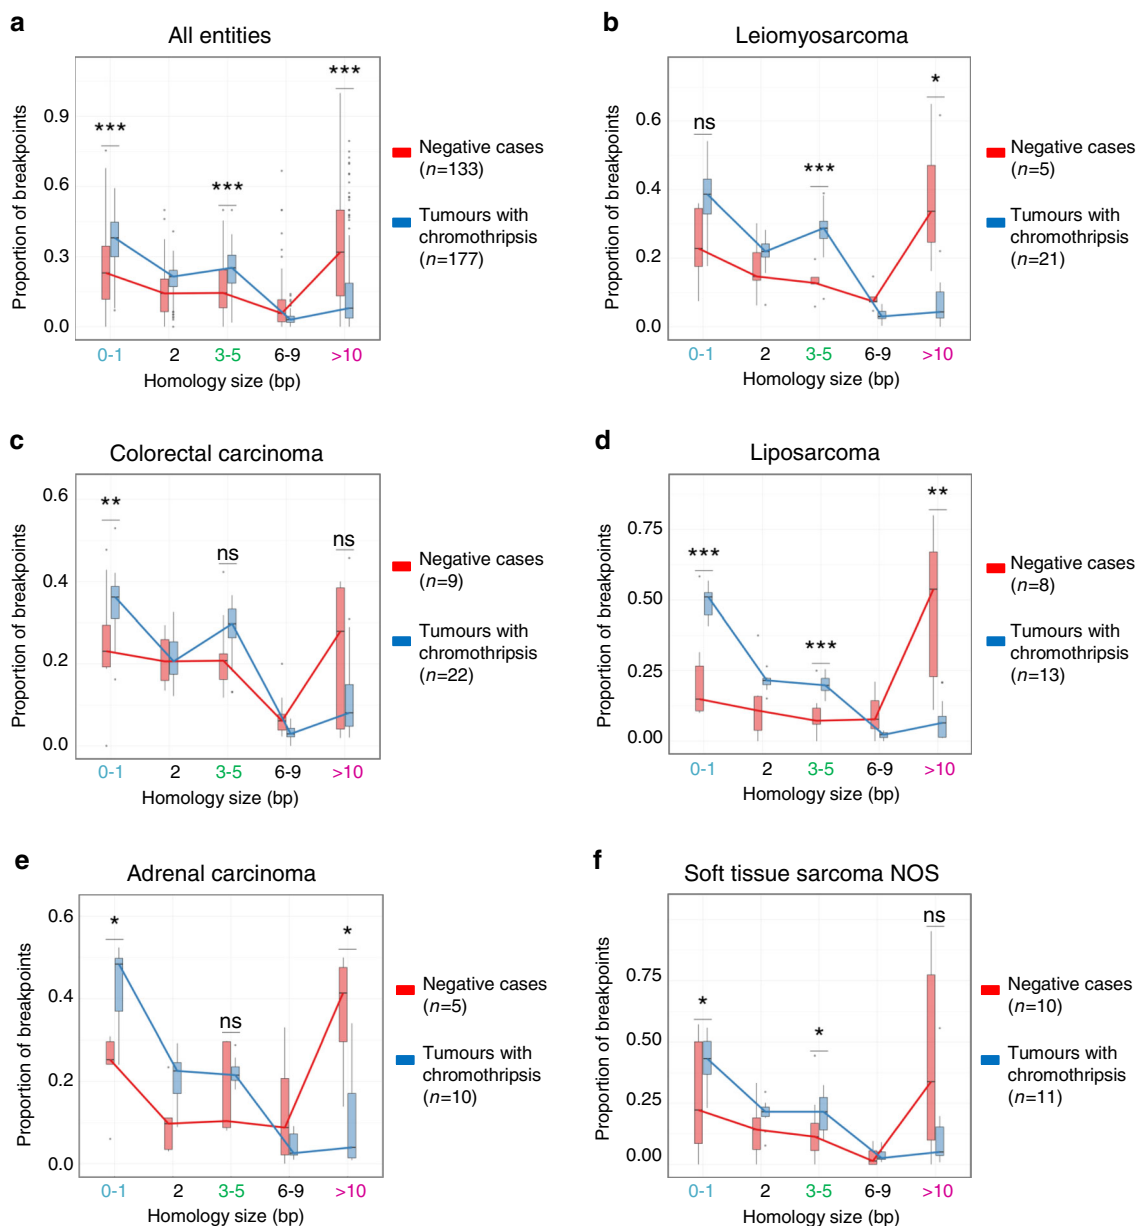 a
All entities
Proportion of breakpoints
0.9
0.6
0.3
0.0
***
***
***
0-1
2
3-5
6-9
>10
Homology size (bp)
Negative cases
(n=133)
Tumours with
chromothripsis
(n=177)
b
Leiomyosarcoma
Proportion of breakpoints
0.6
0.4
0.2
0.0
ns
***
*
0-1
2
3-5
6-9
>10
Homology size (bp)
Negative cases
(n=5)
Tumours with
chromothripsis
(n=21)
c
Colorectal carcinoma
Proportion of breakpoints
0.6
0.4
0.2
0.0
**
ns
ns
0-1
2
3-5
6-9
>10
Homology size (bp)
Negative cases
(n=9)
Tumours with
chromothripsis
(n=22)
d
Liposarcoma
Proportion of breakpoints
0.75
0.50
0.25
0.00
***
***
**
0-1
2
3-5
6-9
>10
Homology size (bp)
Negative cases
(n=8)
Tumours with
chromothripsis
(n=13)
e
Adrenal carcinoma
Proportion of breakpoints
0.6
0.4
0.2
0.0
*
ns
*
0-1
2
3-5
6-9
>10
Homology size (bp)
Negative cases
(n=5)
Tumours with
chromothripsis
(n=10)
f
Soft tissue sarcoma NOS
Proportion of breakpoints
0.75
0.50
0.25
0.00
*
*
ns
0-1
2
3-5
6-9
>10
Homology size (bp)
Negative cases
(n=10)
Tumours with
chromothripsis
(n=11)